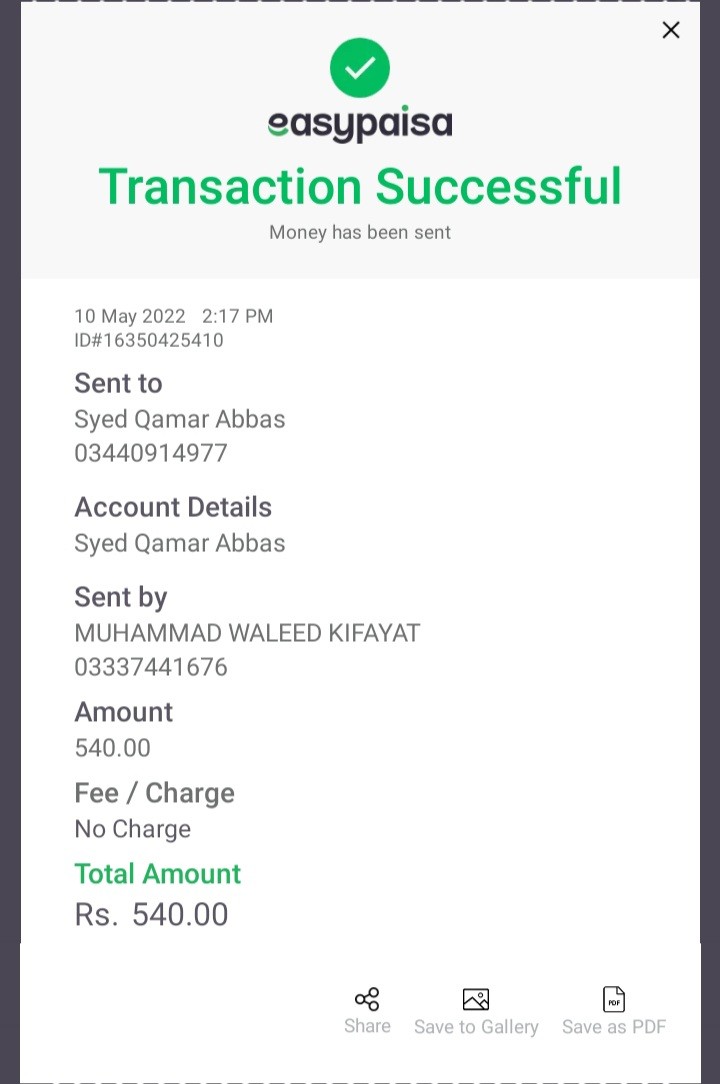 easypaisa
Transaction Successful
Money has been sent
10 May 2022 2:17 PM
ID#16350425410
Sent to
Syed Qamar Abbas
03440914977
Account Details
Syed Qamar Abbas
Sent by
MUHAMMAD WALEED KIFAYAT
03337441676
Amount
540.00
Fee / Charge
No Charge
Total Amount
Rs. 540.00
PDF
Share Save to Gallery Save as PDF